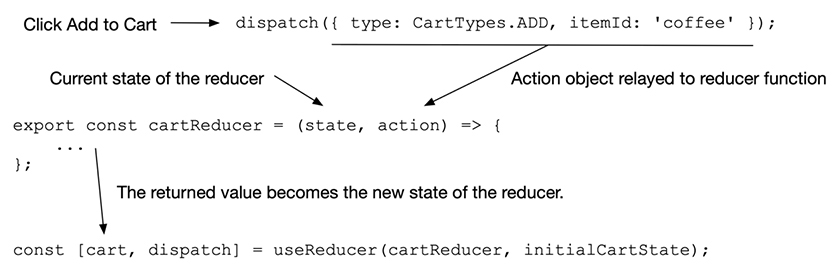 Click Add to Cart dispatch({ type: CartTypes.ADD, itemId: 'coffee' });
Current state of the reducer Action object relayed to reducer function
export const cartReducer = (state, action) => {
...
};
The returned value becomes the new state of the reducer.
const [cart, dispatch] = useReducer(cartReducer, initialCartState);